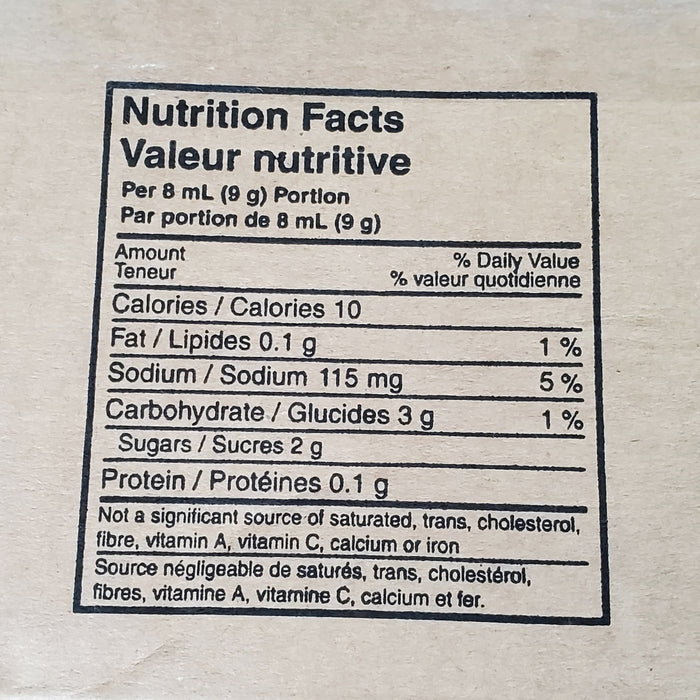 Nutrition Facts
Valeur nutritive
Per 8 mL (9 g) Portion
Par portion de 8 mL (9 g)
Amount % Daily Value
Teneur % valeur quotidienne
Calories / Calories 10
Fat / Lipides 0.1 g 1 %
Sodium / Sodium 115 mg 5 %
Carbohydrate / Glucides 3 g 1 %
Sugars / Sucres 2 g
Protein / Protéines 0.1 g
Not a significant source of saturated, trans, cholesterol,
fibre, vitamin A, vitamin C, calcium or iron
Source négligeable de saturés, trans, cholestérol,
fibres, vitamine A, vitamine C, calcium et fer.